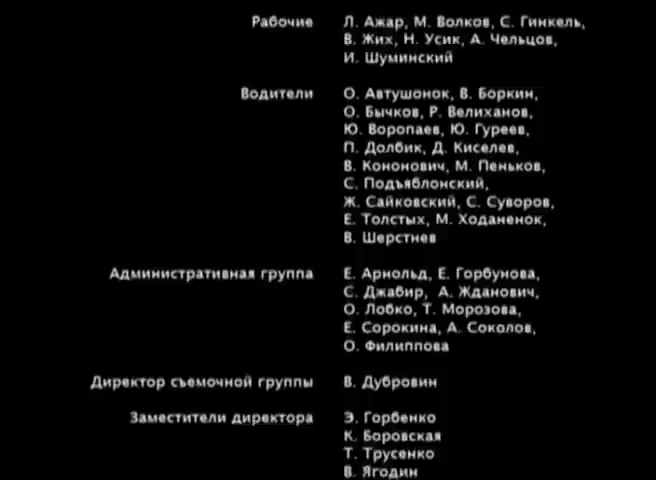 Рабочие Л. Ажар, М. Волков, С. Гинкель,
В. Жих, Н. Усик, А. Чельцов,
И. Шуминский
Водители О. Автушонок, В. Боркин,
О. Бычков, Р. Велиханов,
Ю. Воропаев, Ю. Гуреев,
П. Долбик, Д. Киселев,
В. Кононович, М. Пеньков,
С. Подъяблонский,
Ж. Сайковский, С. Суворов,
Е. Толстых, М. Ходаненок,
В. Шерстнев
Административная группа Е. Арнольд, Е. Горбунова,
С. Джабир, А. Жданович,
О. Лобко, Т. Морозова,
Е. Сорокина, А. Соколов,
О. Филиппова
Директор съемочной группы В. Дубровин
Заместители директора Э. Горбенко
К. Боровская
Т. Трусенко
В. Ягодин